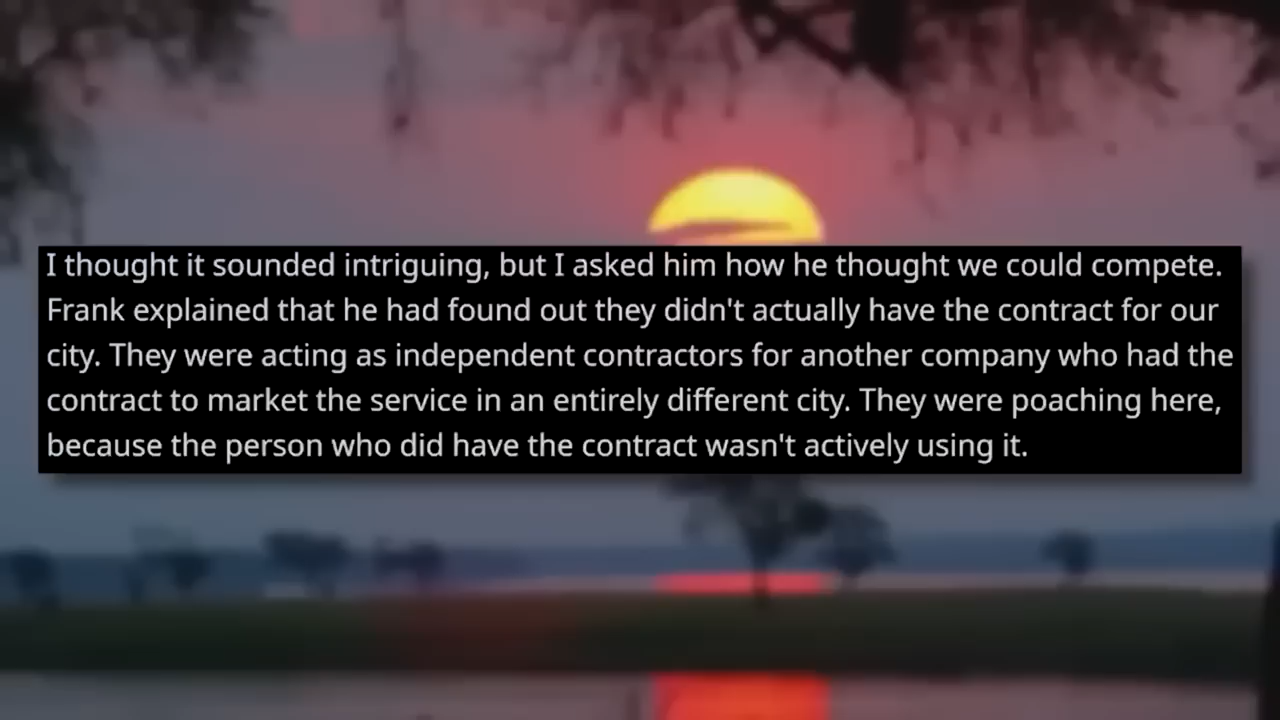 I thought it sounded intriguing, but I asked him how he thought we could compete.
Frank explained that he had found out they didn't actually have the contract for our
city. They were acting as independent contractors for another company who had the
contract to market the service in an entirely different city. They were poaching here,
because the person who did have the contract wasn't actively using it.